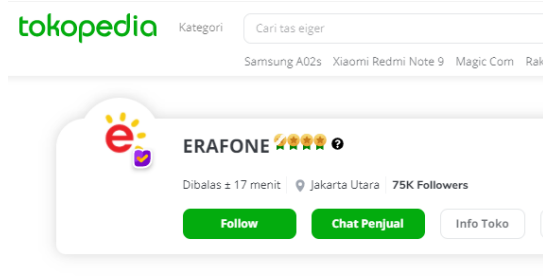 tokopedia
Kategori
Cari tas eiger
Samsung A02s Xiaomi Redmi Note 9 Magic Com Rak
e
ERAFONE
Dibalas ± 17 menit Jakarta Utara 75K Followers
Follow Chat Penjual Info Toko